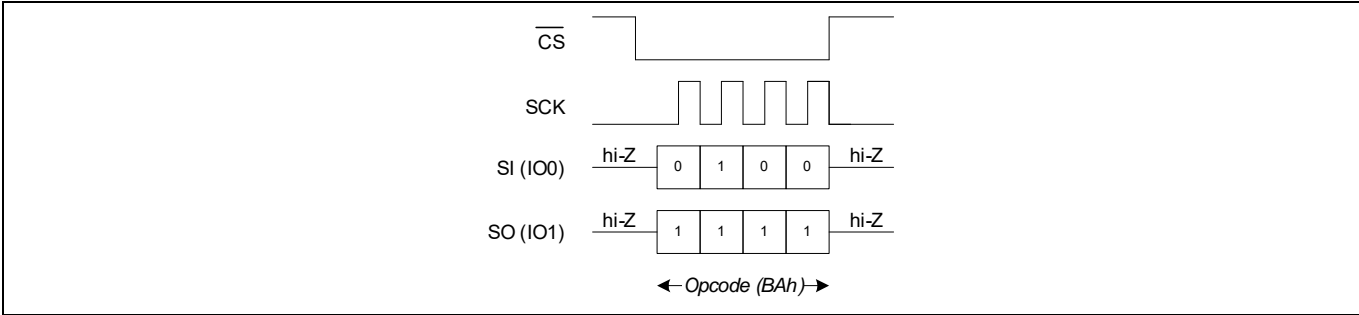 CS
SCK
SI (IO0) hi-Z 0 1 0 0 hi-Z
SO (IO1) hi-Z 1 1 1 1 hi-Z
Opcode (BAh)